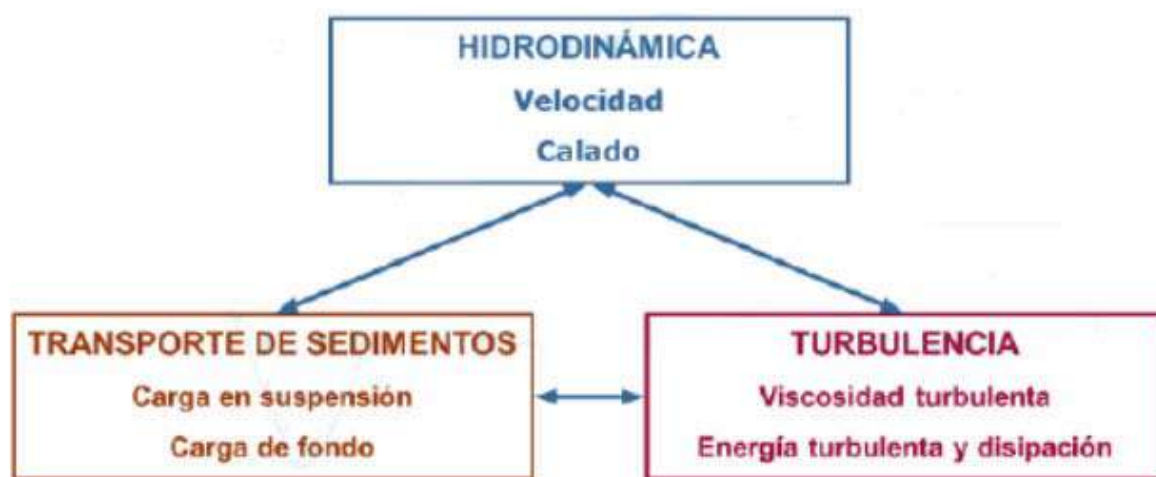 HIDRODINÁMICA
Velocidad
Calado
TRANSPORTE DE SEDIMENTOS
Carga en suspensión
Carga de fondo
TURBULENCIA
Viscosidad turbulenta
Energía turbulenta y disipación